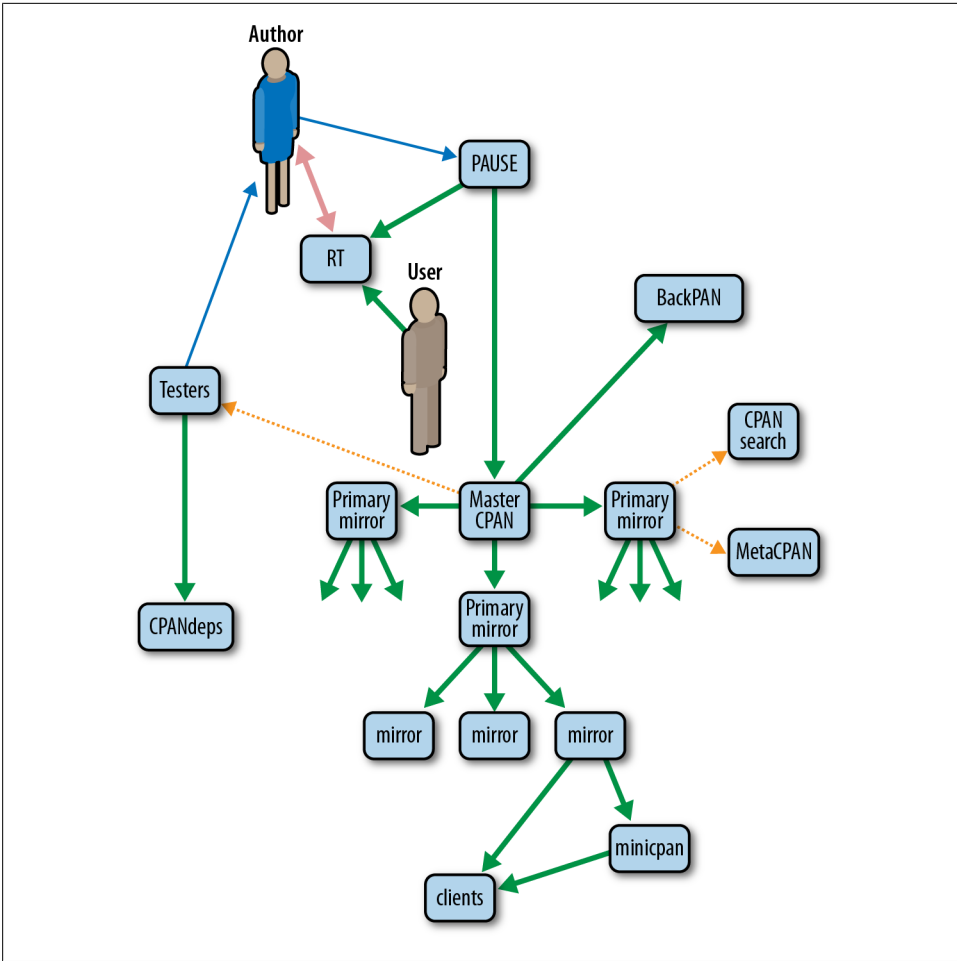 Author
PAUSE
RT
User
BackPAN
Testers
CPAN
search
Primary
mirror
Master
CPAN
Primary
mirror
MetaCPAN
Primary
mirror
CPANdeps
mirror
mirror
mirror
minicpan
clients